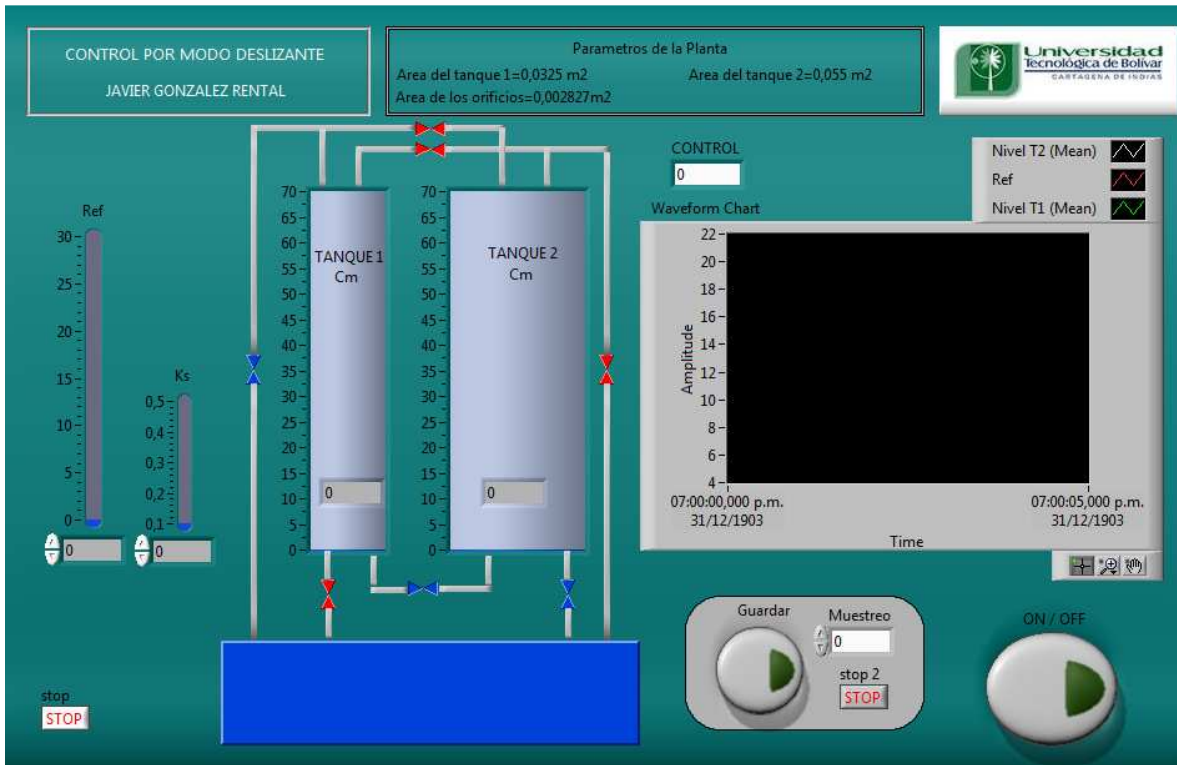 CONTROL POR MODO DESLIZANTE
JAVIER GONZALEZ RENTAL
Parametros de la Planta
Area del tanque 1=0,0325 m2
Area del tanque 2=0,055 m2
Area de los orificios=0,002827m2
Universidad
Tecnológica de Bolívar
CARTAGENA DE INDIAS
Ref
30
25
20
15
10
5
0
0
Ks
0,5
0,4
0,3
0,2
0,1
0
70
65
60
55
50
45
40
35
30
25
20
15
10
5
0
TANQUE 1
Cm
0
70
65
60
55
50
45
40
35
30
25
20
15
10
5
0
TANQUE 2
Cm
0
CONTROL
0
Nivel T2 (Mean)
Ref
Nivel T1 (Mean)
Waveform Chart
Amplitude
22
20
18
16
14
12
10
8
6
4
07:00:00,000 p.m.
31/12/1903
07:00:05,000 p.m.
31/12/1903
Time
stop
STOP
Guardar
Muestreo
0
stop 2
STOP
ON / OFF